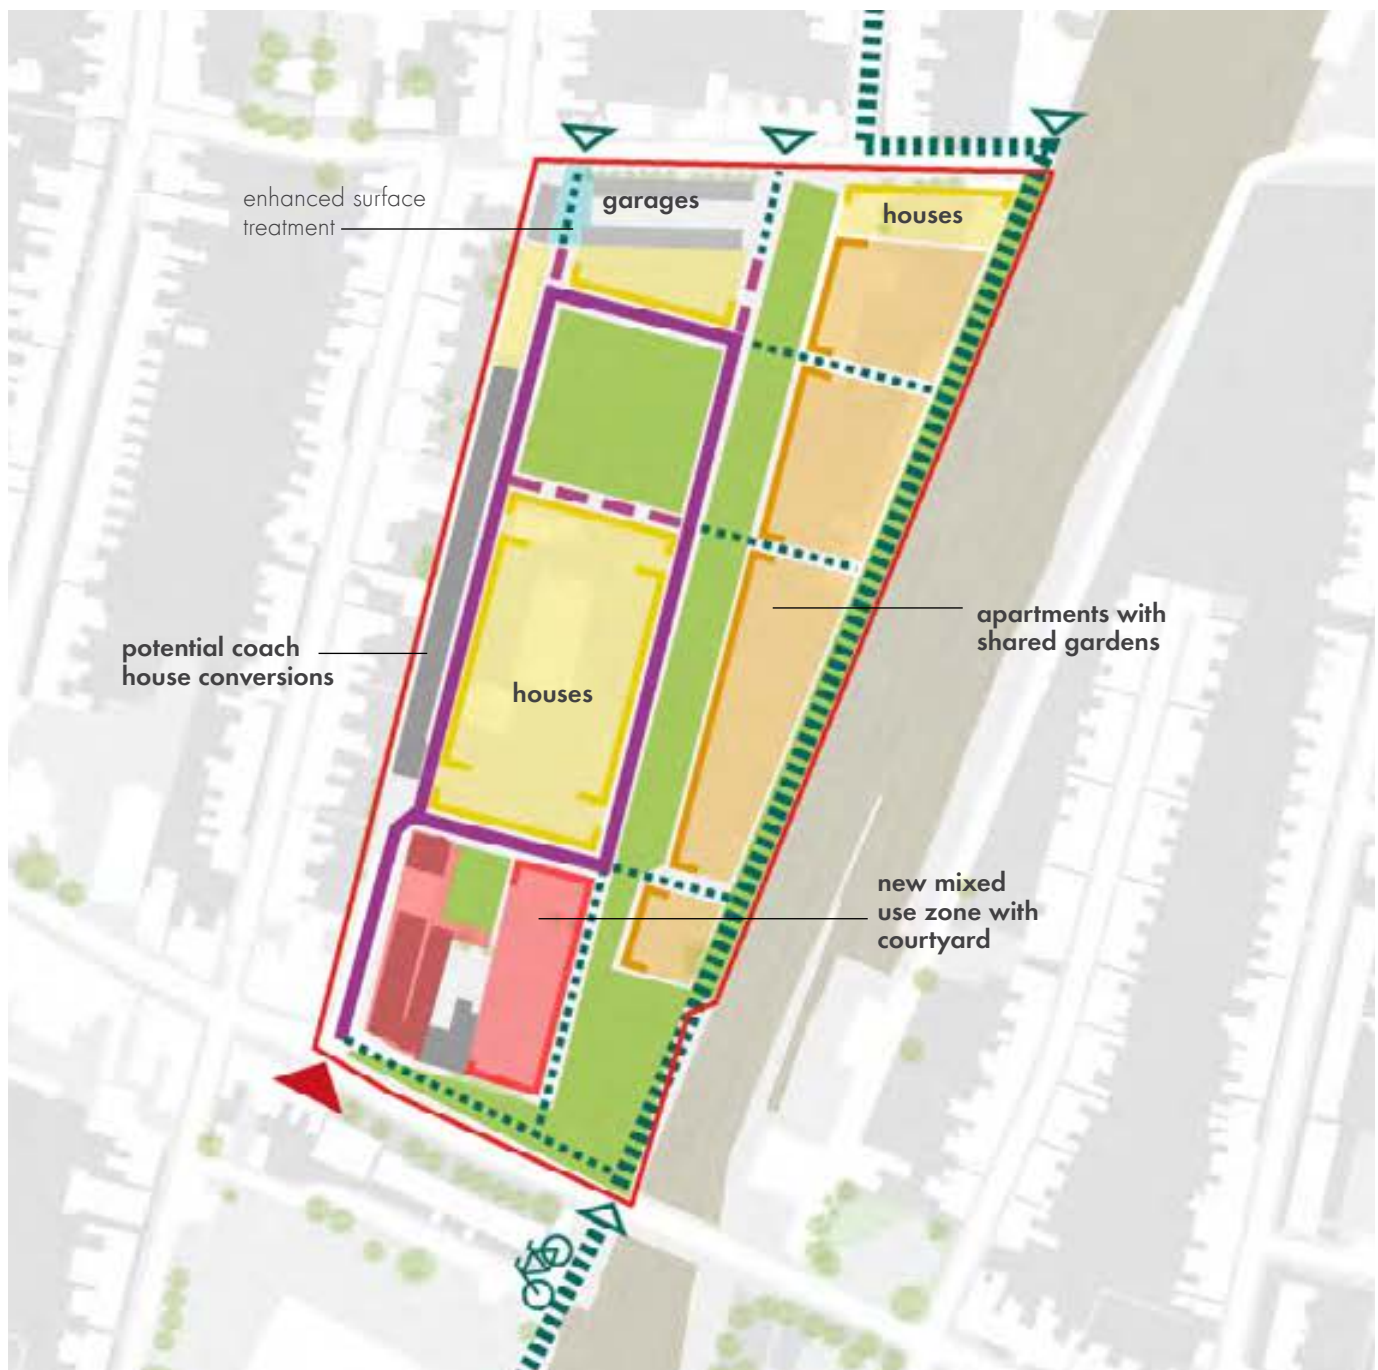 enhanced surface
treatment
garages
houses
potential coach
house conversions
houses
apartments with
shared gardens
new mixed
use zone with
courtyard